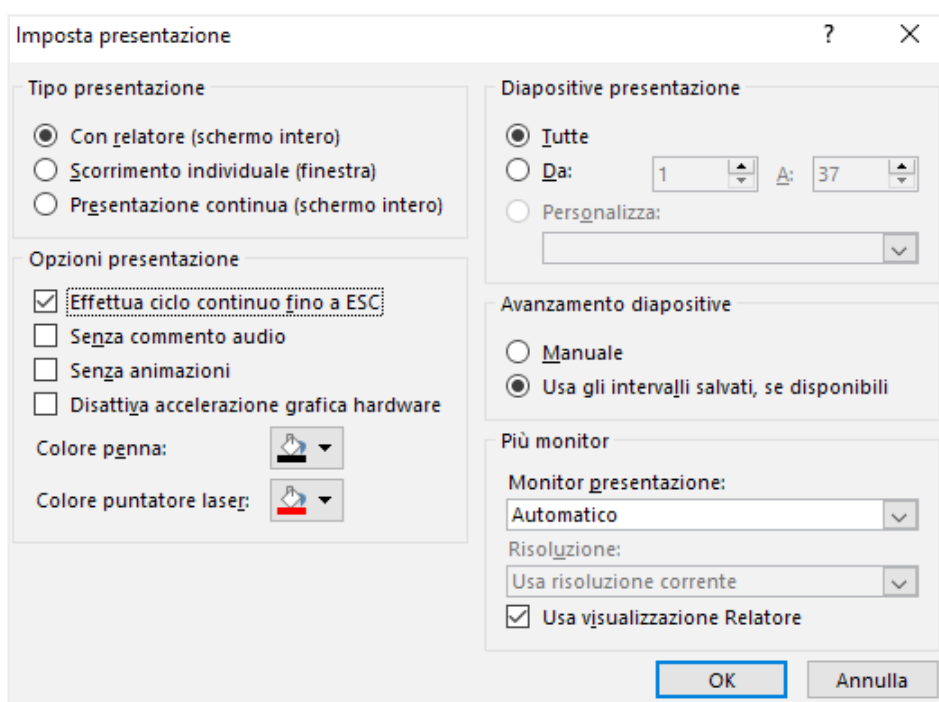 Imposta presentazione ?
Tipo presentazione
Con relatore (schermo intero)
Scorrimento individuale (finestra)
Presentazione continua (schermo intero)
Opzioni presentazione
Effettua ciclo continuo fino a ESC
Senza commento audio
Senza animazioni
Disattiva accelerazione grafica hardware
Colore penna:
Colore puntatore laser:
Diapositive presentazione
Tutte
Da: 1 A: 37
Personalizza:
Avanzamento diapositive
Manuale
Usa gli intervalli salvati, se disponibili
Più monitor
Monitor presentazione:
Automatico
Risoluzione:
Usa risoluzione corrente
Usa visualizzazione Relatore
OK Annulla